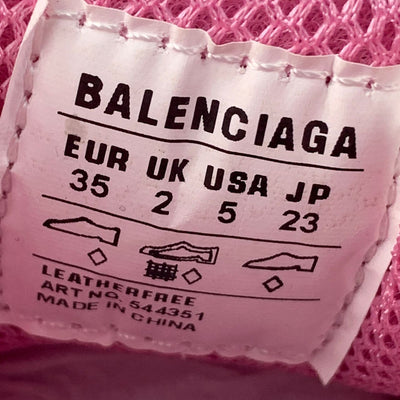 BALENCIAGA
EUR UK USA JP
35 2 5 23
LEATHERFREE
ART NO. 544351
MADE IN CHINA